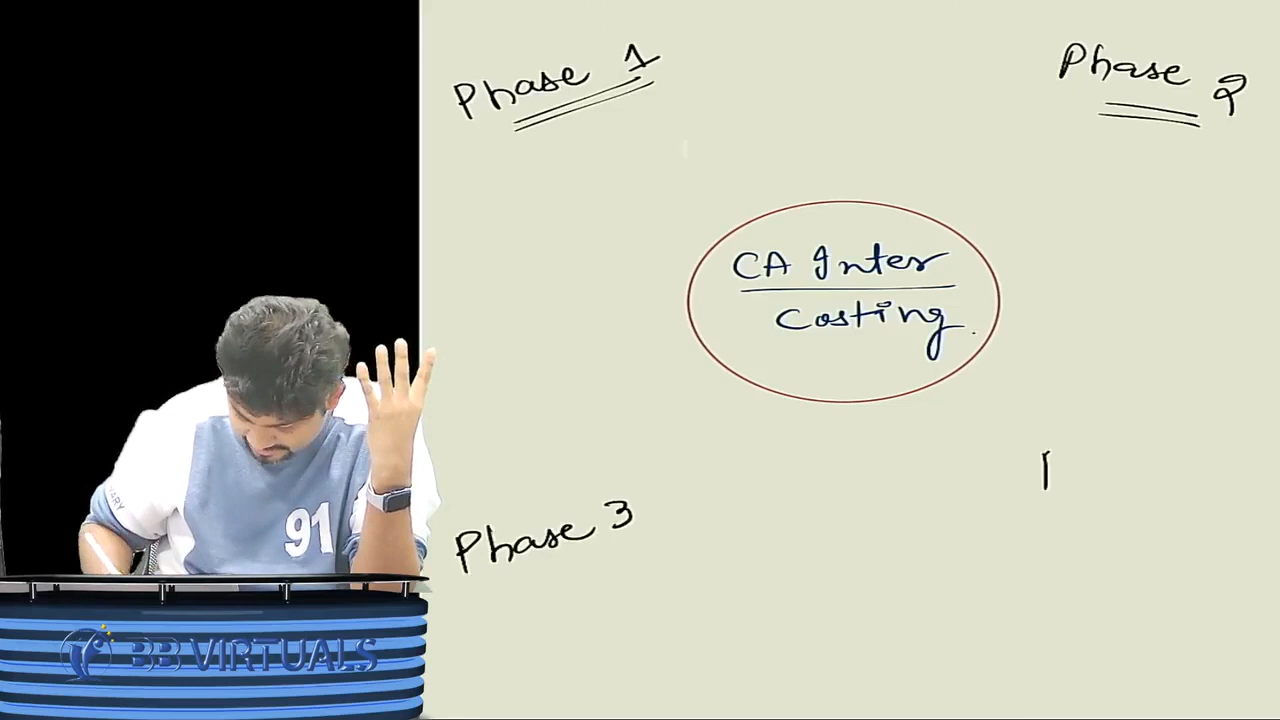 Phase 1
Phase 2
CA Inter
Costing.
Phase 3
91
BB VIRTUALS